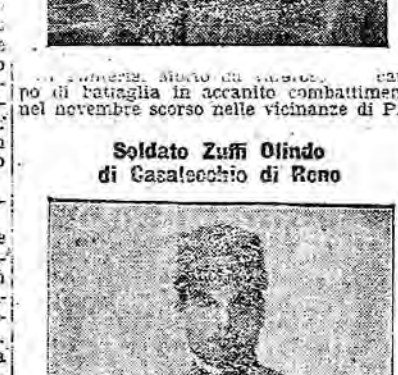 po di battaglia in accanito combattimen
nel novembre scorso nelle vicinanze di P
Soldato Zuffi Olindo
di Casalecchio di Reno